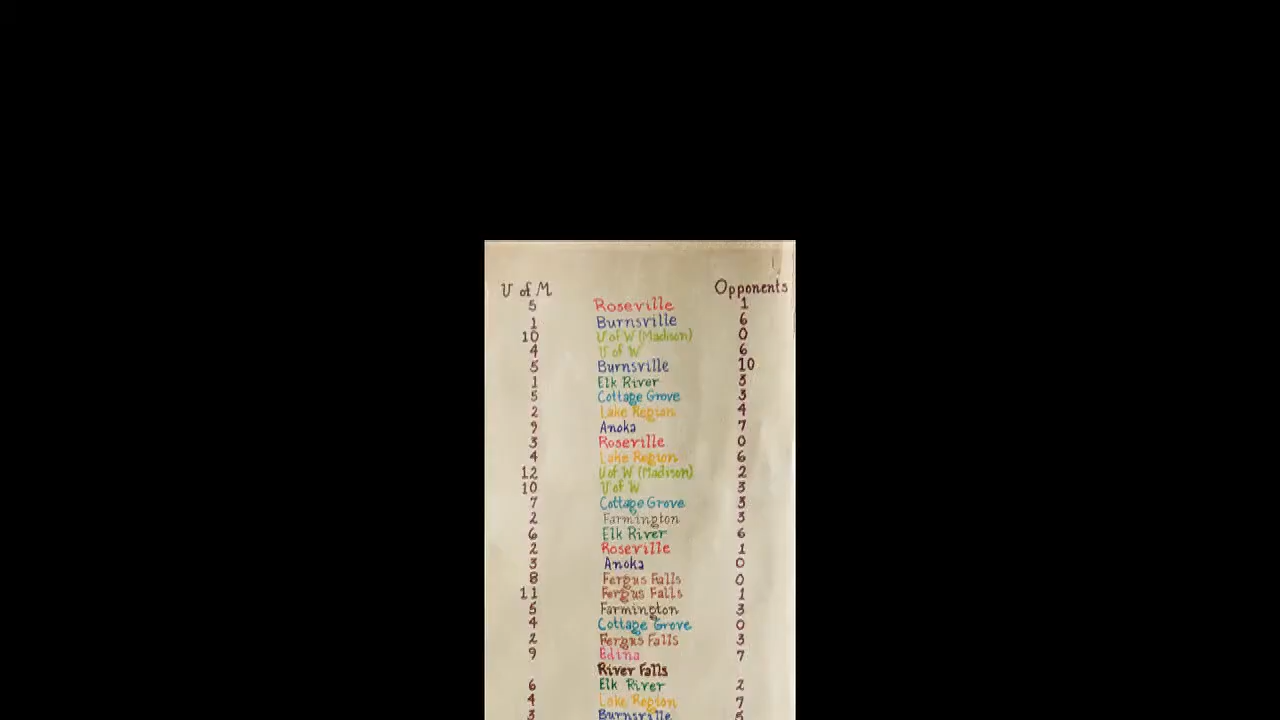 U of M Opponents
5 Roseville 1
1 Burnsville 6
10 U of W (Madison) 0
4 U of W 6
5 Burnsville 10
1 Elk River 3
5 Cottage Grove 3
2 Lake Region 4
9 Anoka 7
3 Roseville 0
4 Lake Region 6
12 U of W (Madison) 2
10 U of W 3
7 Cottage Grove 3
2 Farmington 3
6 Elk River 6
2 Roseville 1
3 Anoka 0
8 Fergus Falls 0
11 Fergus Falls 1
5 Farmington 3
4 Cottage Grove 0
2 Fergus Falls 3
9 Edina 7
River Falls
6 Elk River 2
4 Lake Region 7
3 Burnsville 5